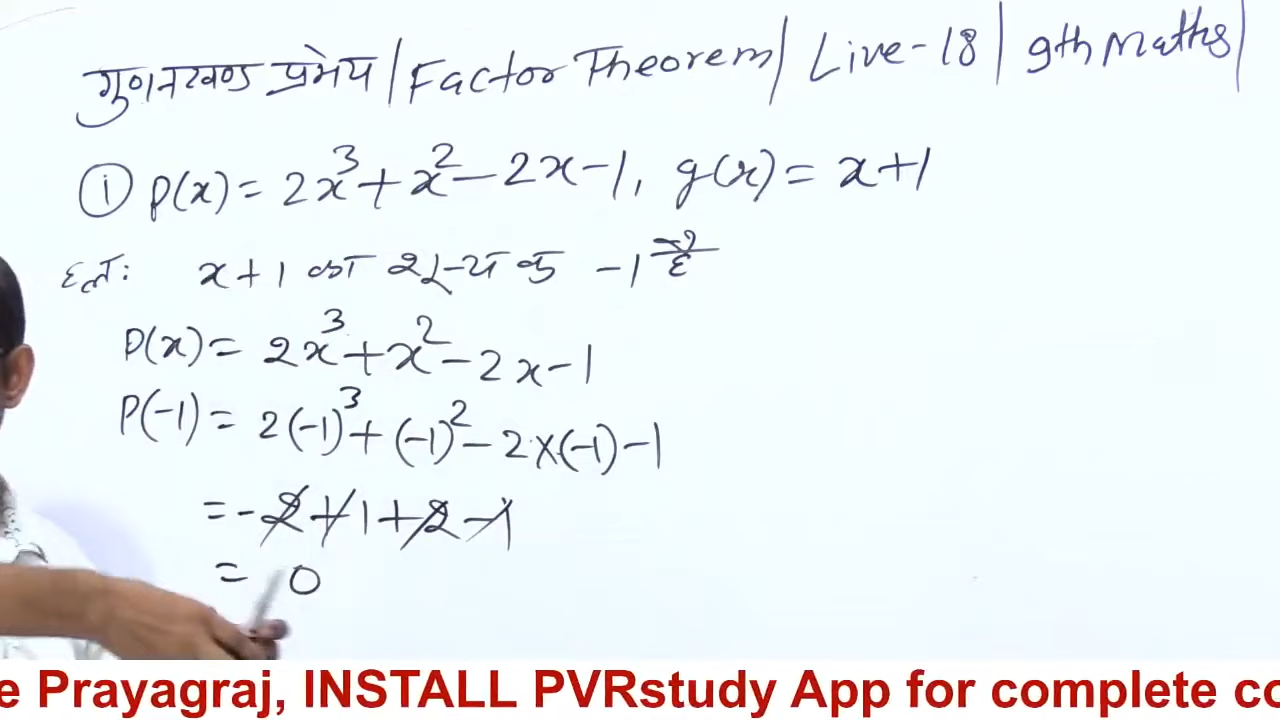 गुणनखण्ड प्रमेय | Factor Theorem | Live-18 | 9th Maths |
① P(x) = 2x³ + x² - 2x - 1, g(x) = x + 1
हल: x + 1 का शून्यक -1 है
P(x) = 2x³ + x² - 2x - 1
P(-1) = 2(-1)³ + (-1)² - 2×(-1) - 1
= -2 + 1 + 2 - 1
= 0
e Prayagraj, INSTALL PVRstudy App for complete co